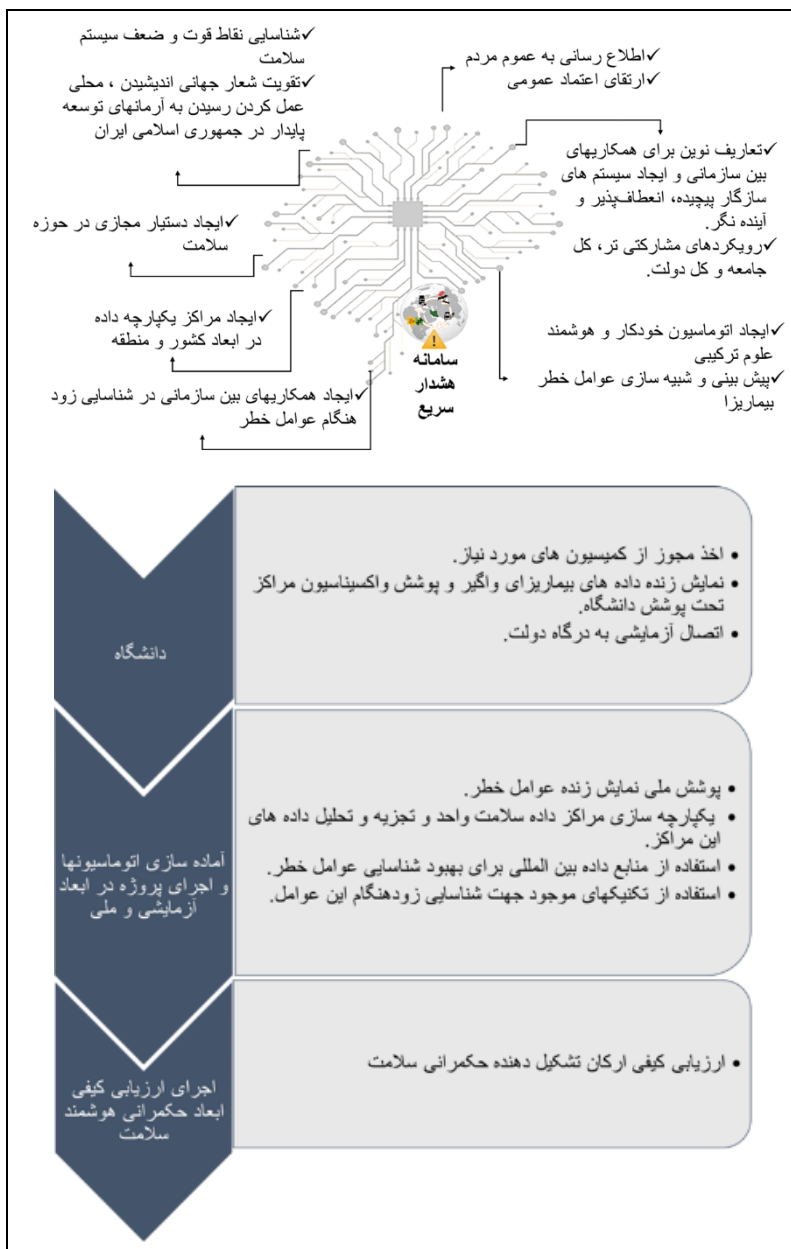 ✓اطلاع رسانی به عموم مردم
✓ارتقای اعتماد عمومی
✓تعاریف نوین برای همکاریهای
بین سازمانی و ایجاد سیستم های
سازگار پیچیده، انعطاف‌پذیر و
آینده نگر.
✓رویکردهای مشارکتی تر، کل
جامعه و کل دولت.
✓ایجاد اتوماسیون خودکار و هوشمند
علوم ترکیبی
✓پیش بینی و شبیه سازی عوامل خطر
بیماریزا
✓شناسایی نقاط قوت و ضعف سیستم
سلامت
✓تقویت شعار جهانی اندیشیدن ، محلی
عمل کردن رسیدن به آرمانهای توسعه
پایدار در جمهوری اسلامی ایران
✓ایجاد دستیار مجازی در حوزه
سلامت
✓ایجاد مراکز یکپارچه داده
در ابعاد کشور و منطقه
✓ایجاد همکاریهای بین سازمانی در شناسایی زود
هنگام عوامل خطر
سامانه
هشدار
سریع
دانشگاه
• اخذ مجوز از کمیسیون های مورد نیاز.
• نمایش زنده داده های بیماریزای واگیر و پوشش واکسیناسیون مراکز
تحت پوشش دانشگاه.
• اتصال آزمایشی به درگاه دولت.
آماده سازی اتوماسیونها
و اجرای پروژه در ابعاد
آزمایشی و ملی
• پوشش ملی نمایش زنده عوامل خطر.
• یکپارچه سازی مراکز داده سلامت واحد و تجزیه و تحلیل داده های
این مراکز.
• استفاده از منابع داده بین المللی برای بهبود شناسایی عوامل خطر.
• استفاده از تکنیکهای موجود جهت شناسایی زودهنگام این عوامل.
اجرای ارزیابی کیفی
ابعاد حکمرانی هوشمند
سلامت
• ارزیابی کیفی ارکان تشکیل دهنده حکمرانی سلامت